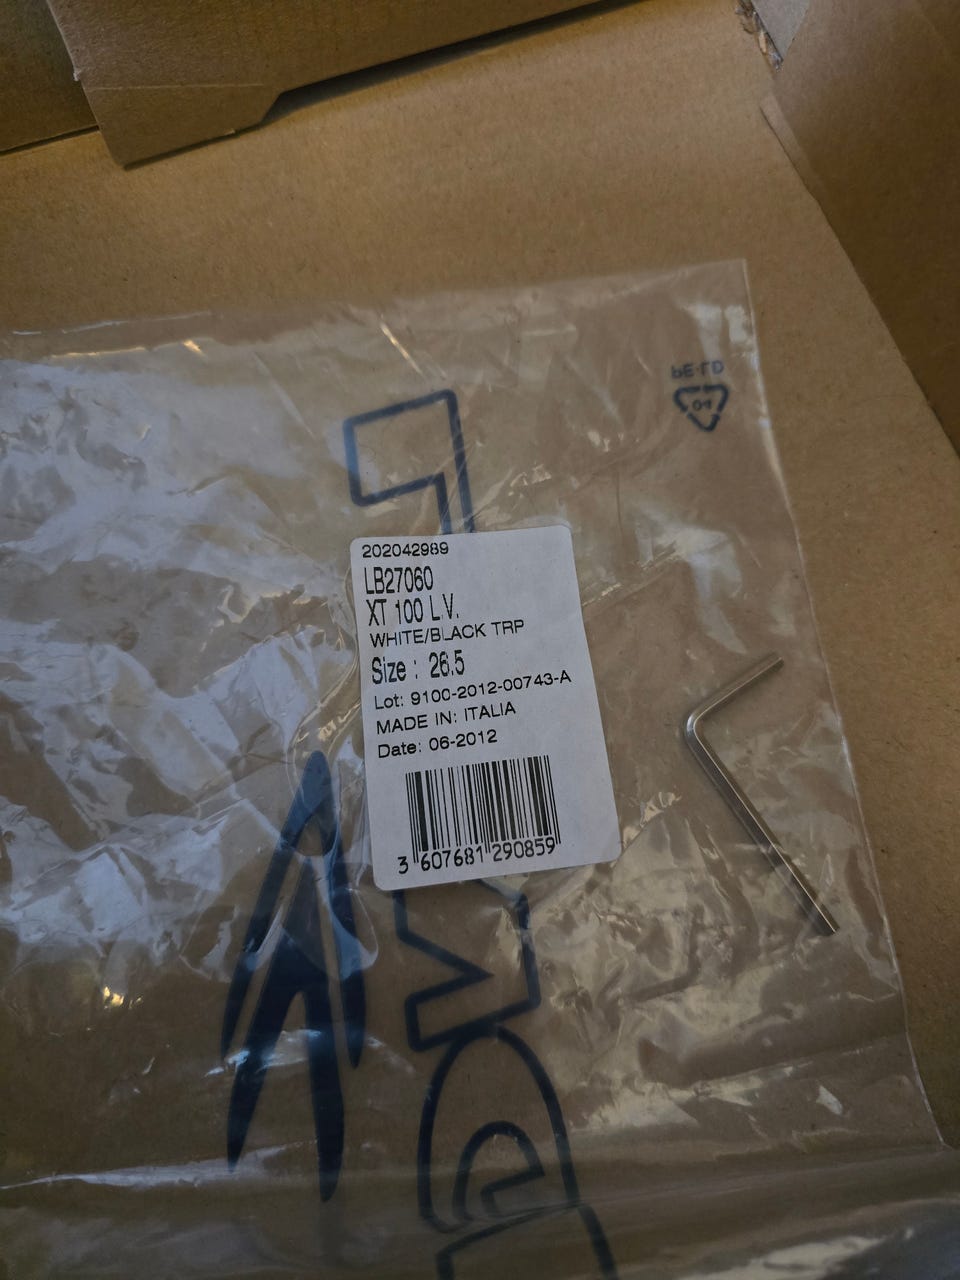 PE-LD
04
202042989
LB27060
XT 100 L.V.
WHITE/BLACK TRP
Size : 26.5
Lot: 9100-2012-00743-A
MADE IN: ITALIA
Date: 06-2012
3 607681 290859